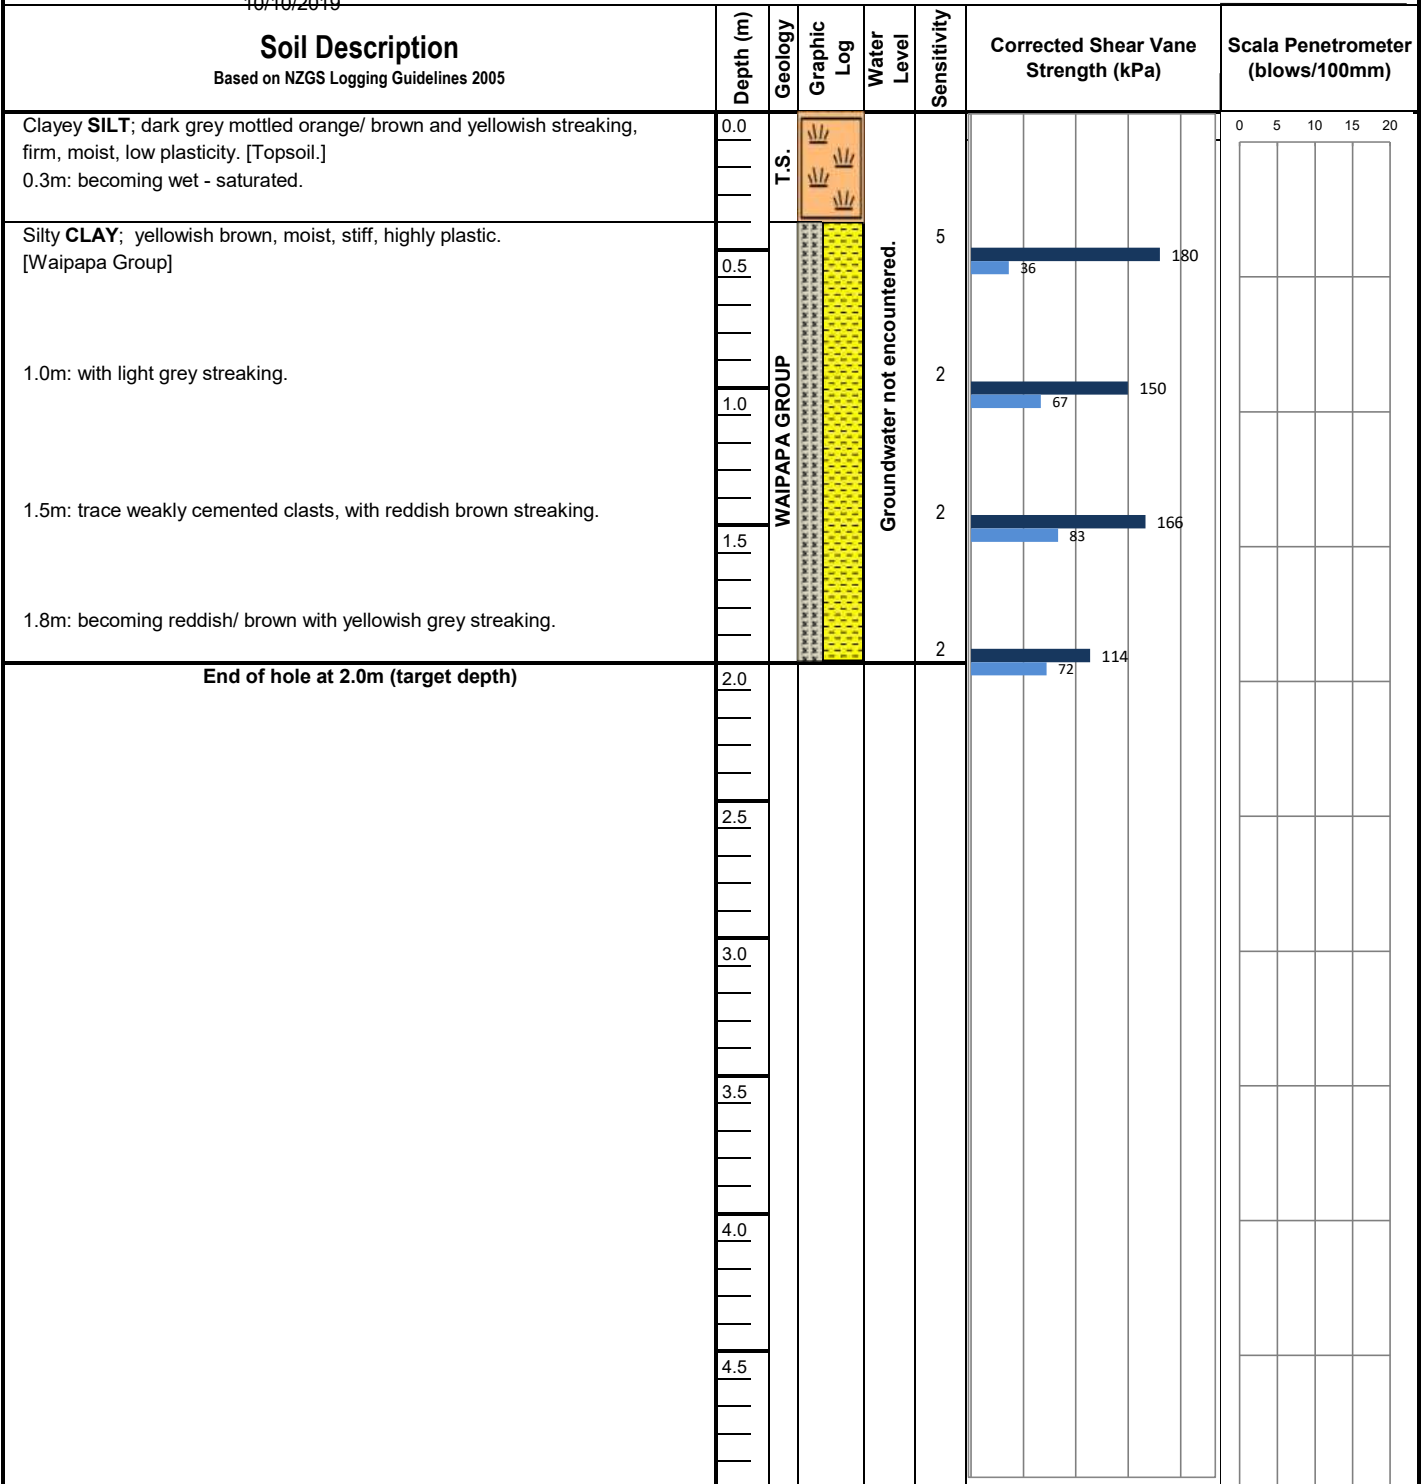 10/10/2019
Soil Description
Based on NZGS Logging Guidelines 2005
Depth (m)
Geology
Graphic
Log
Water
Level
Sensitivity
Corrected Shear Vane
Strength (kPa)
Scala Penetrometer
(blows/100mm)
Clayey SILT; dark grey mottled orange/ brown and yellowish streaking,
firm, moist, low plasticity. [Topsoil.]
0.3m: becoming wet - saturated.
0.0
T.S.
0 5 10 15 20
Silty CLAY; yellowish brown, moist, stiff, highly plastic.
[Waipapa Group]
0.5
WAIPAPA GROUP
Groundwater not encountered.
5
180
36
1.0m: with light grey streaking.
1.0
2
150
67
1.5m: trace weakly cemented clasts, with reddish brown streaking.
1.5
2
166
83
1.8m: becoming reddish/ brown with yellowish grey streaking.
2
114
72
End of hole at 2.0m (target depth)
2.0
2.5
3.0
3.5
4.0
4.5